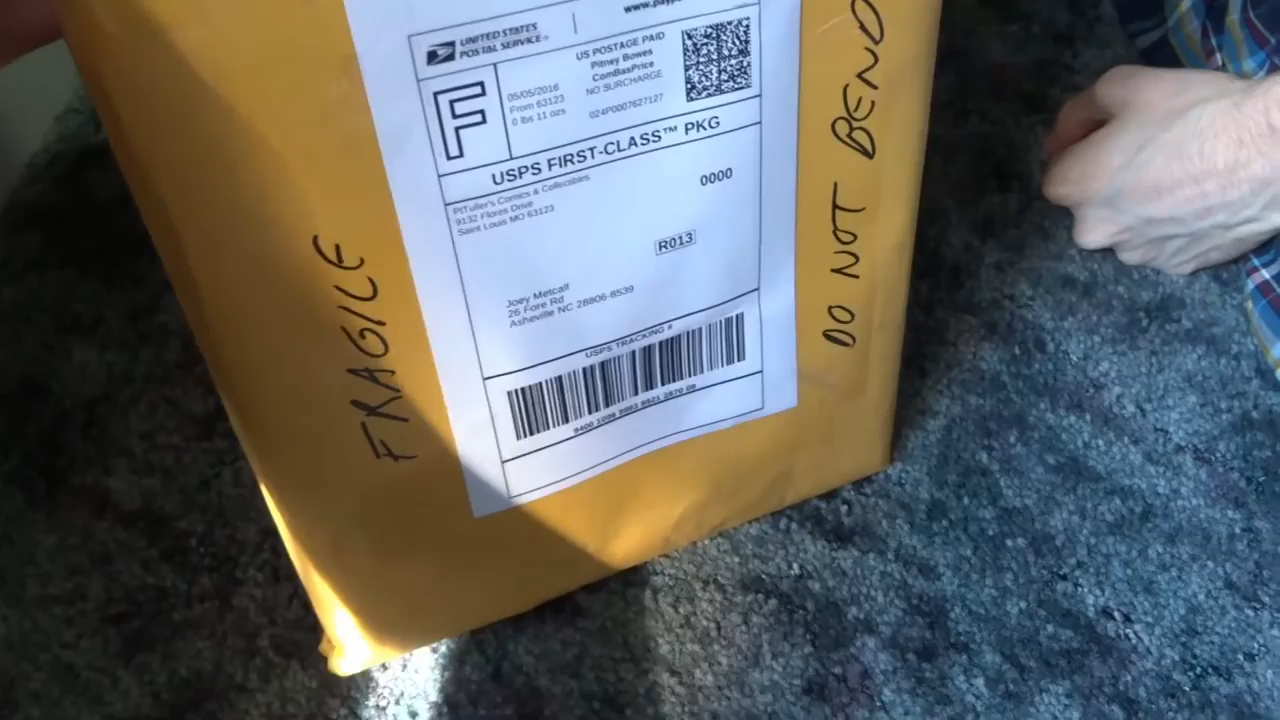 UNITED STATES
POSTAL SERVICE
F
US POSTAGE PAID
Pitney Bowes
ComBasPrice
NO SURCHARGE
05/05/2016
From 63123
0 lbs 11 ozs
024P0007627127
USPS FIRST-CLASS™ PKG
PtTuller's Comics & Collectibles
9132 Flores Drive
Saint Louis MO 63123
0000
R013
Joey Metcalf
26 Fore Rd
Asheville NC 28806-8539
USPS TRACKING #
FRAGILE
DO NOT BEND